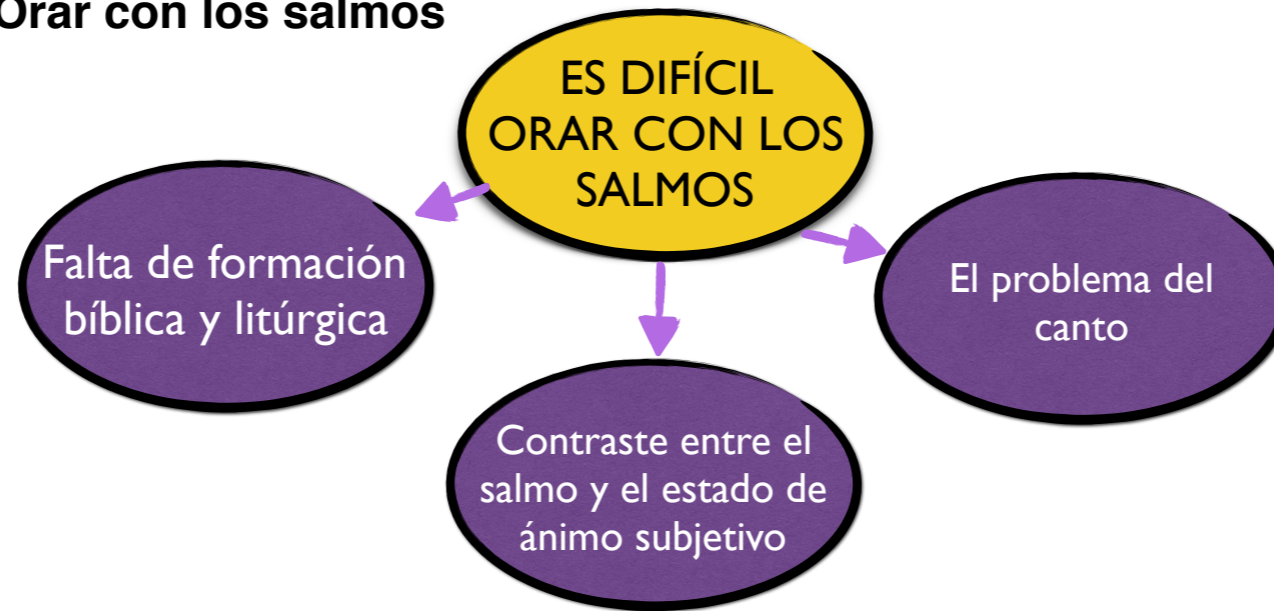 Orar con los salmos
ES DIFÍCIL
ORAR CON LOS
SALMOS
Falta de formación
bíblica y litúrgica
El problema del
canto
Contraste entre el
salmo y el estado de
ánimo subjetivo